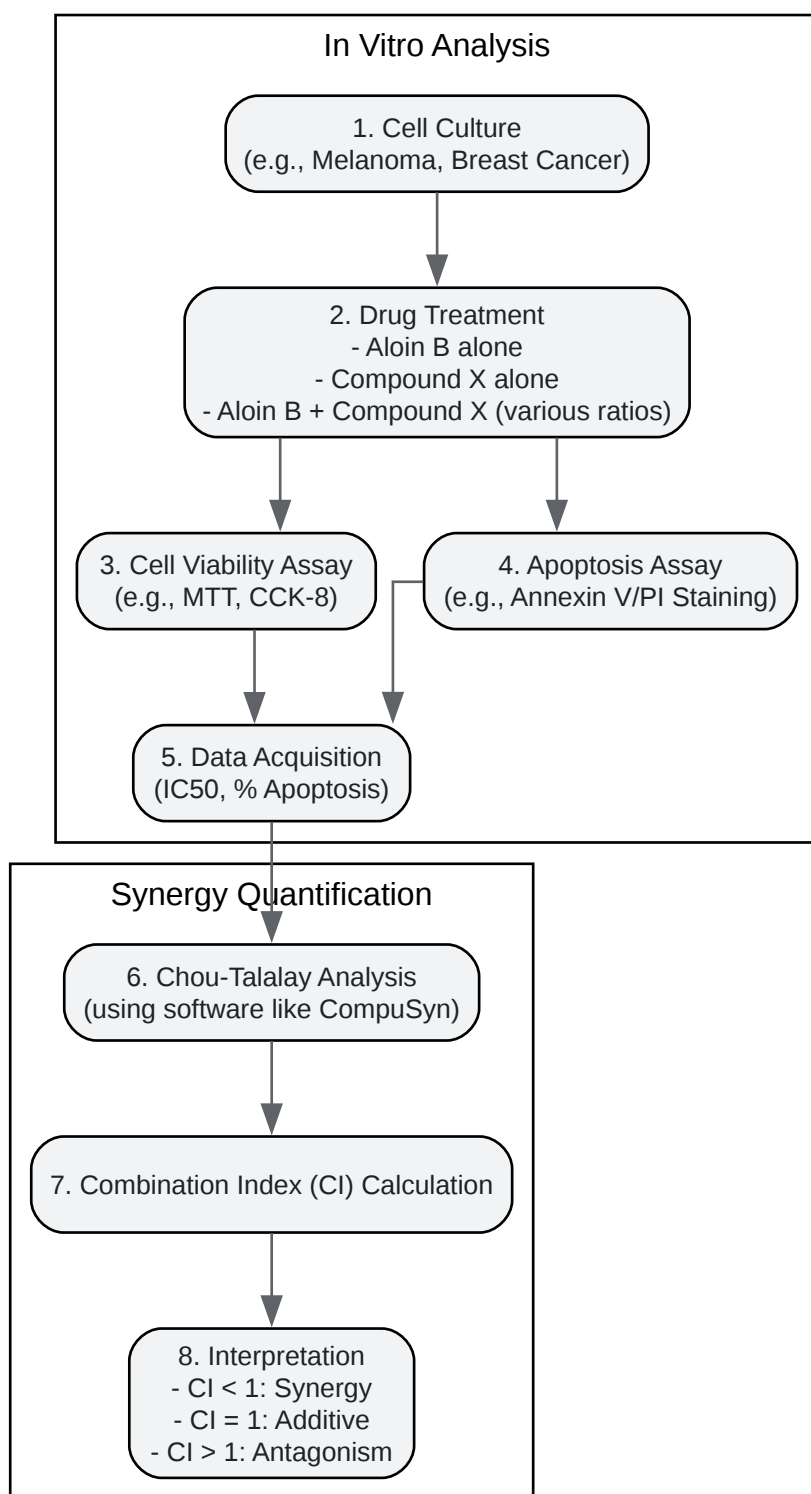 In Vitro Analysis
1. Cell Culture
(e.g., Melanoma, Breast Cancer)
2. Drug Treatment
- Aloin B alone
- Compound X alone
- Aloin B + Compound X (various ratios)
3. Cell Viability Assay
(e.g., MTT, CCK-8)
4. Apoptosis Assay
(e.g., Annexin V/PI Staining)
5. Data Acquisition
(IC50, % Apoptosis)
Synergy Quantification
6. Chou-Talalay Analysis
(using software like CompuSyn)
7. Combination Index (CI) Calculation
8. Interpretation
- CI < 1: Synergy
- CI = 1: Additive
- CI > 1: Antagonism